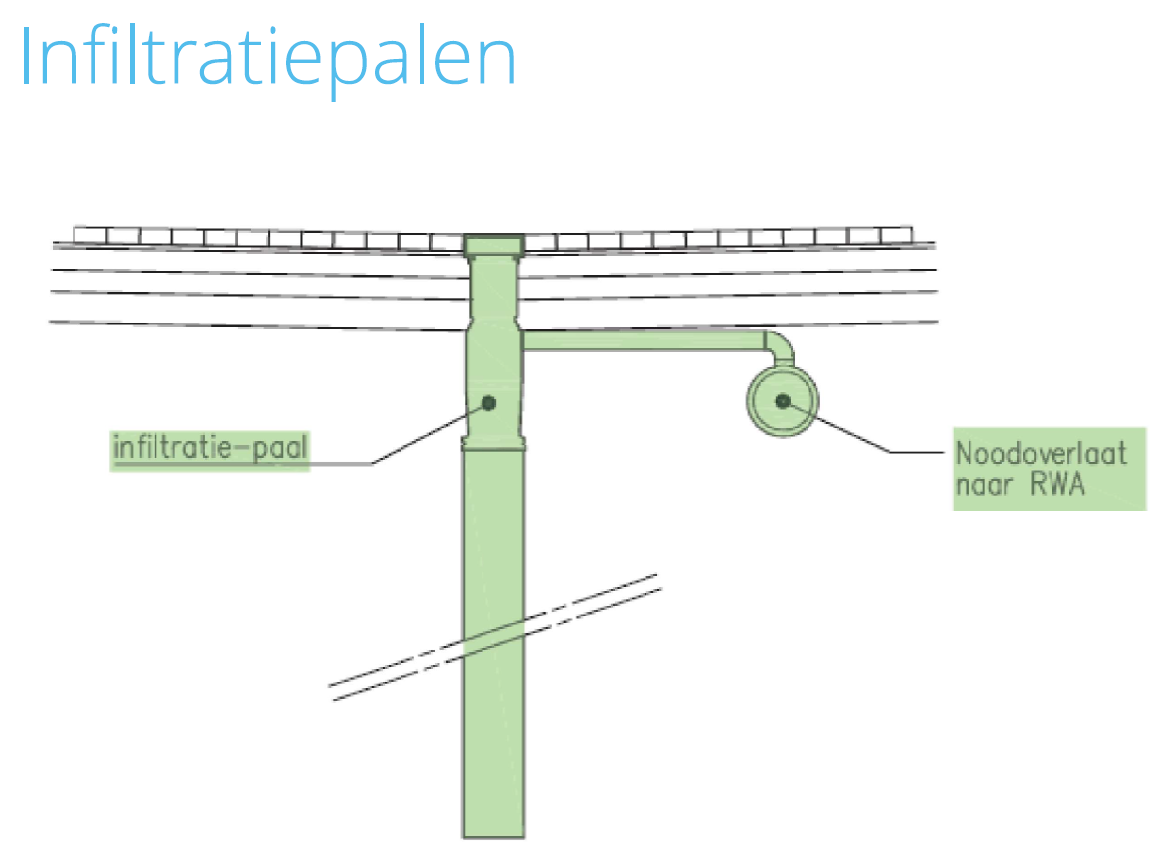 Infiltratiepalen
infiltratie-paal
Noodoverlaat
naar RWA